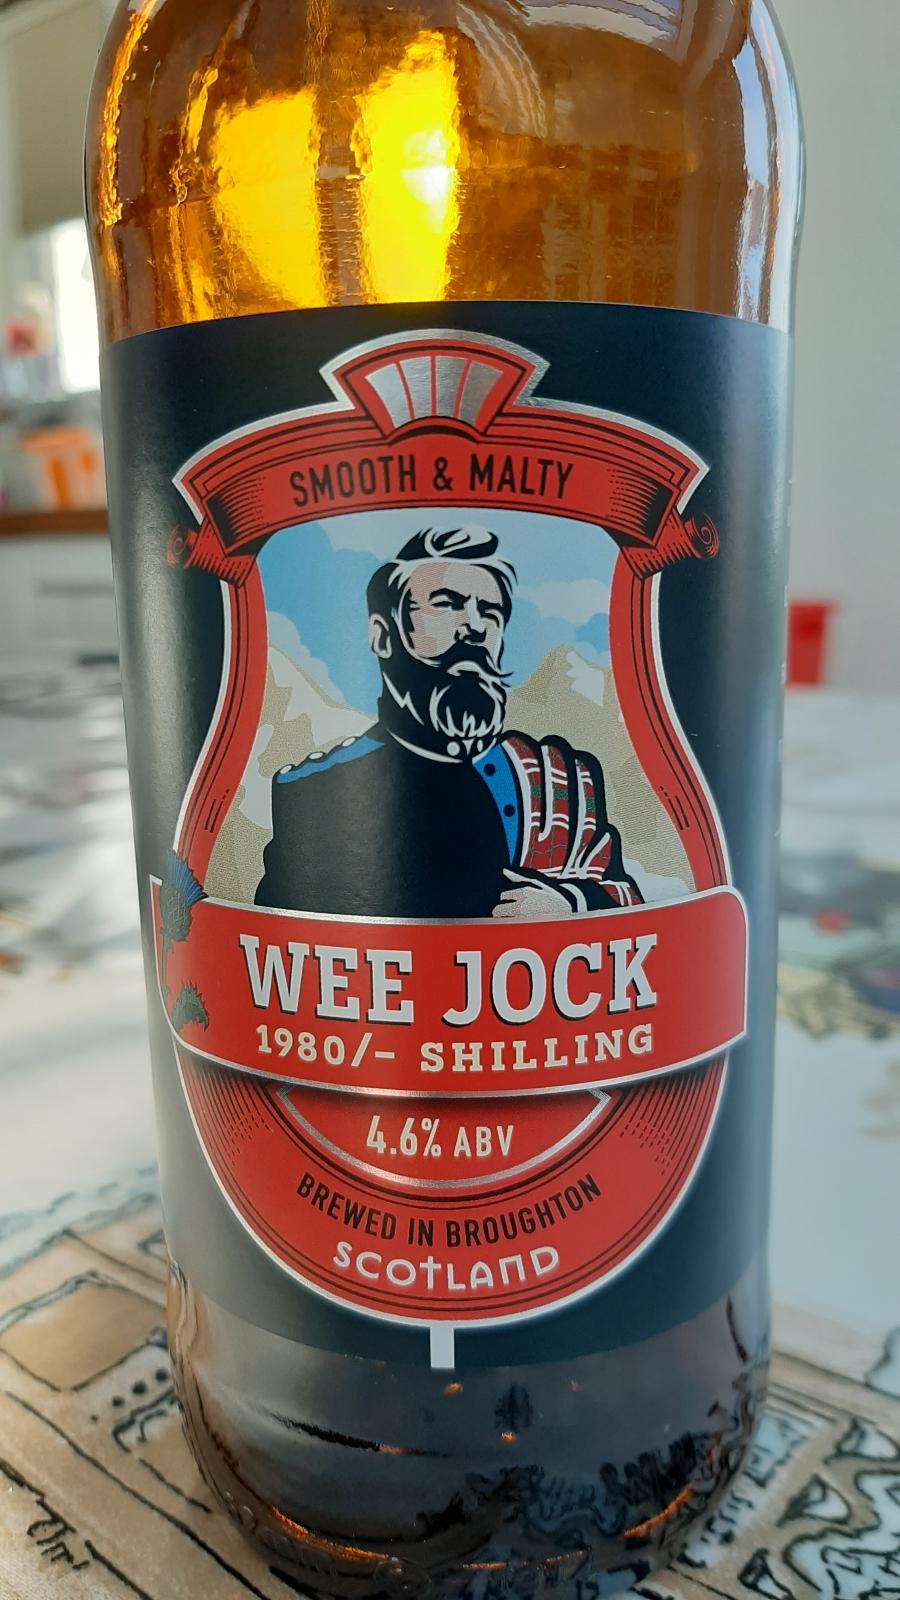 SMOOTH & MALTY
WEE JOCK
1980/- SHILLING
4.6% ABV
BREWED IN BROUGHTON
SCOTLAND